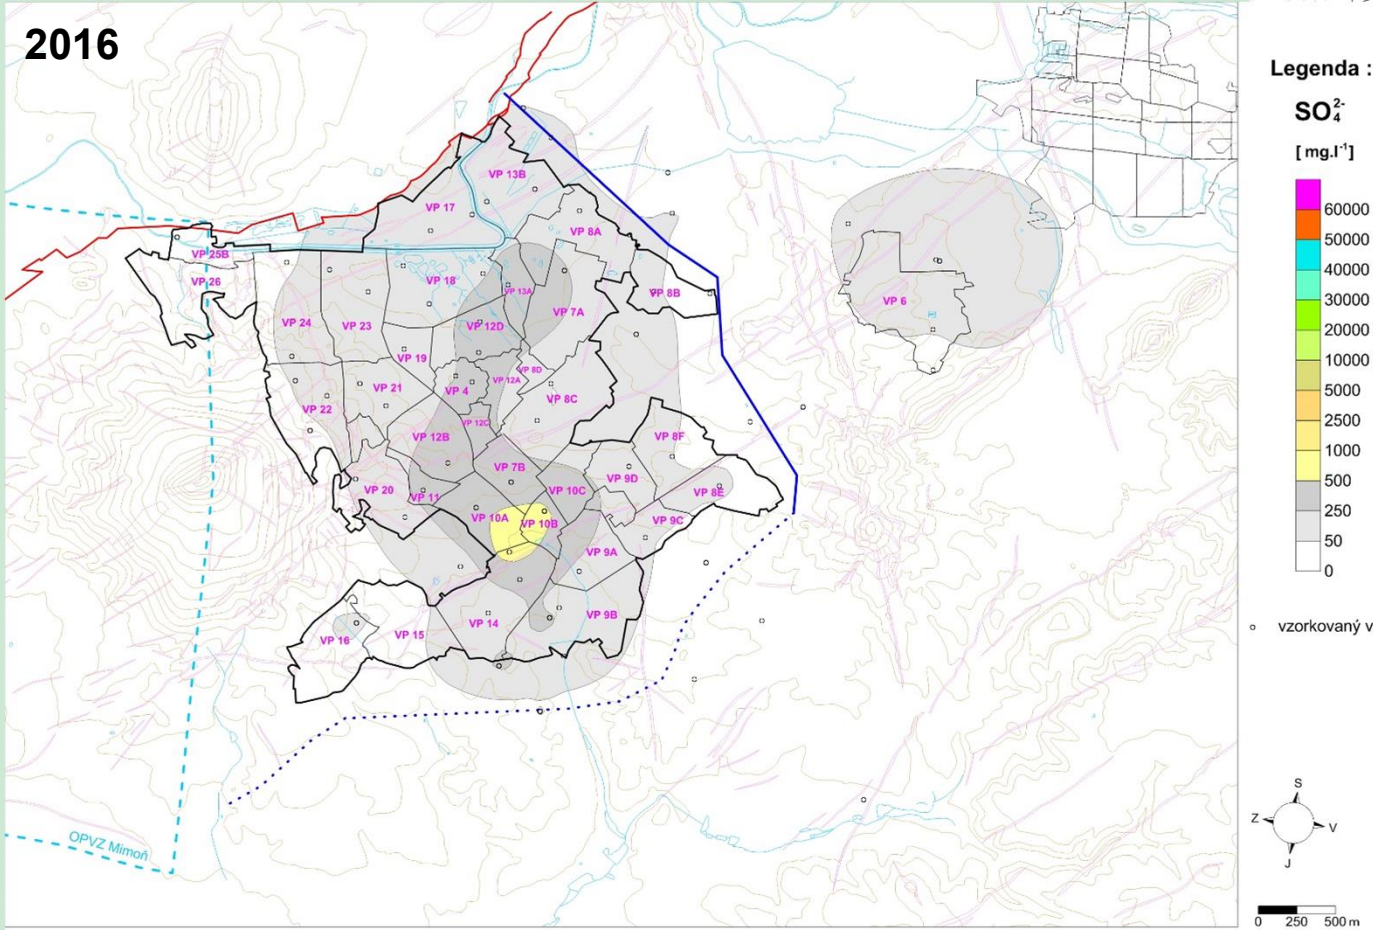 2016
Legenda :
SO₄²⁻
[ mg.l⁻¹]
60000
50000
40000
30000
20000
10000
5000
2500
1000
500
250
50
0
vzorkovaný v
VP 13B
VP 17
VP 8A
VP 25B
VP 26
VP 18
VP 13A
VP 8B
VP 6
VP 7A
VP 24
VP 23
VP 12D
VP 19
VP 8D
VP 12A
VP 21
VP 4
VP 8C
VP 22
VP 12C
VP 12B
VP 8F
VP 7B
VP 9D
VP 20
VP 11
VP 10C
VP 8E
VP 10A
VP 10B
VP 9C
VP 9A
VP 14
VP 9B
VP 16
VP 15
OPVZ Mimoň
S
Z
V
J
0 250 500 m